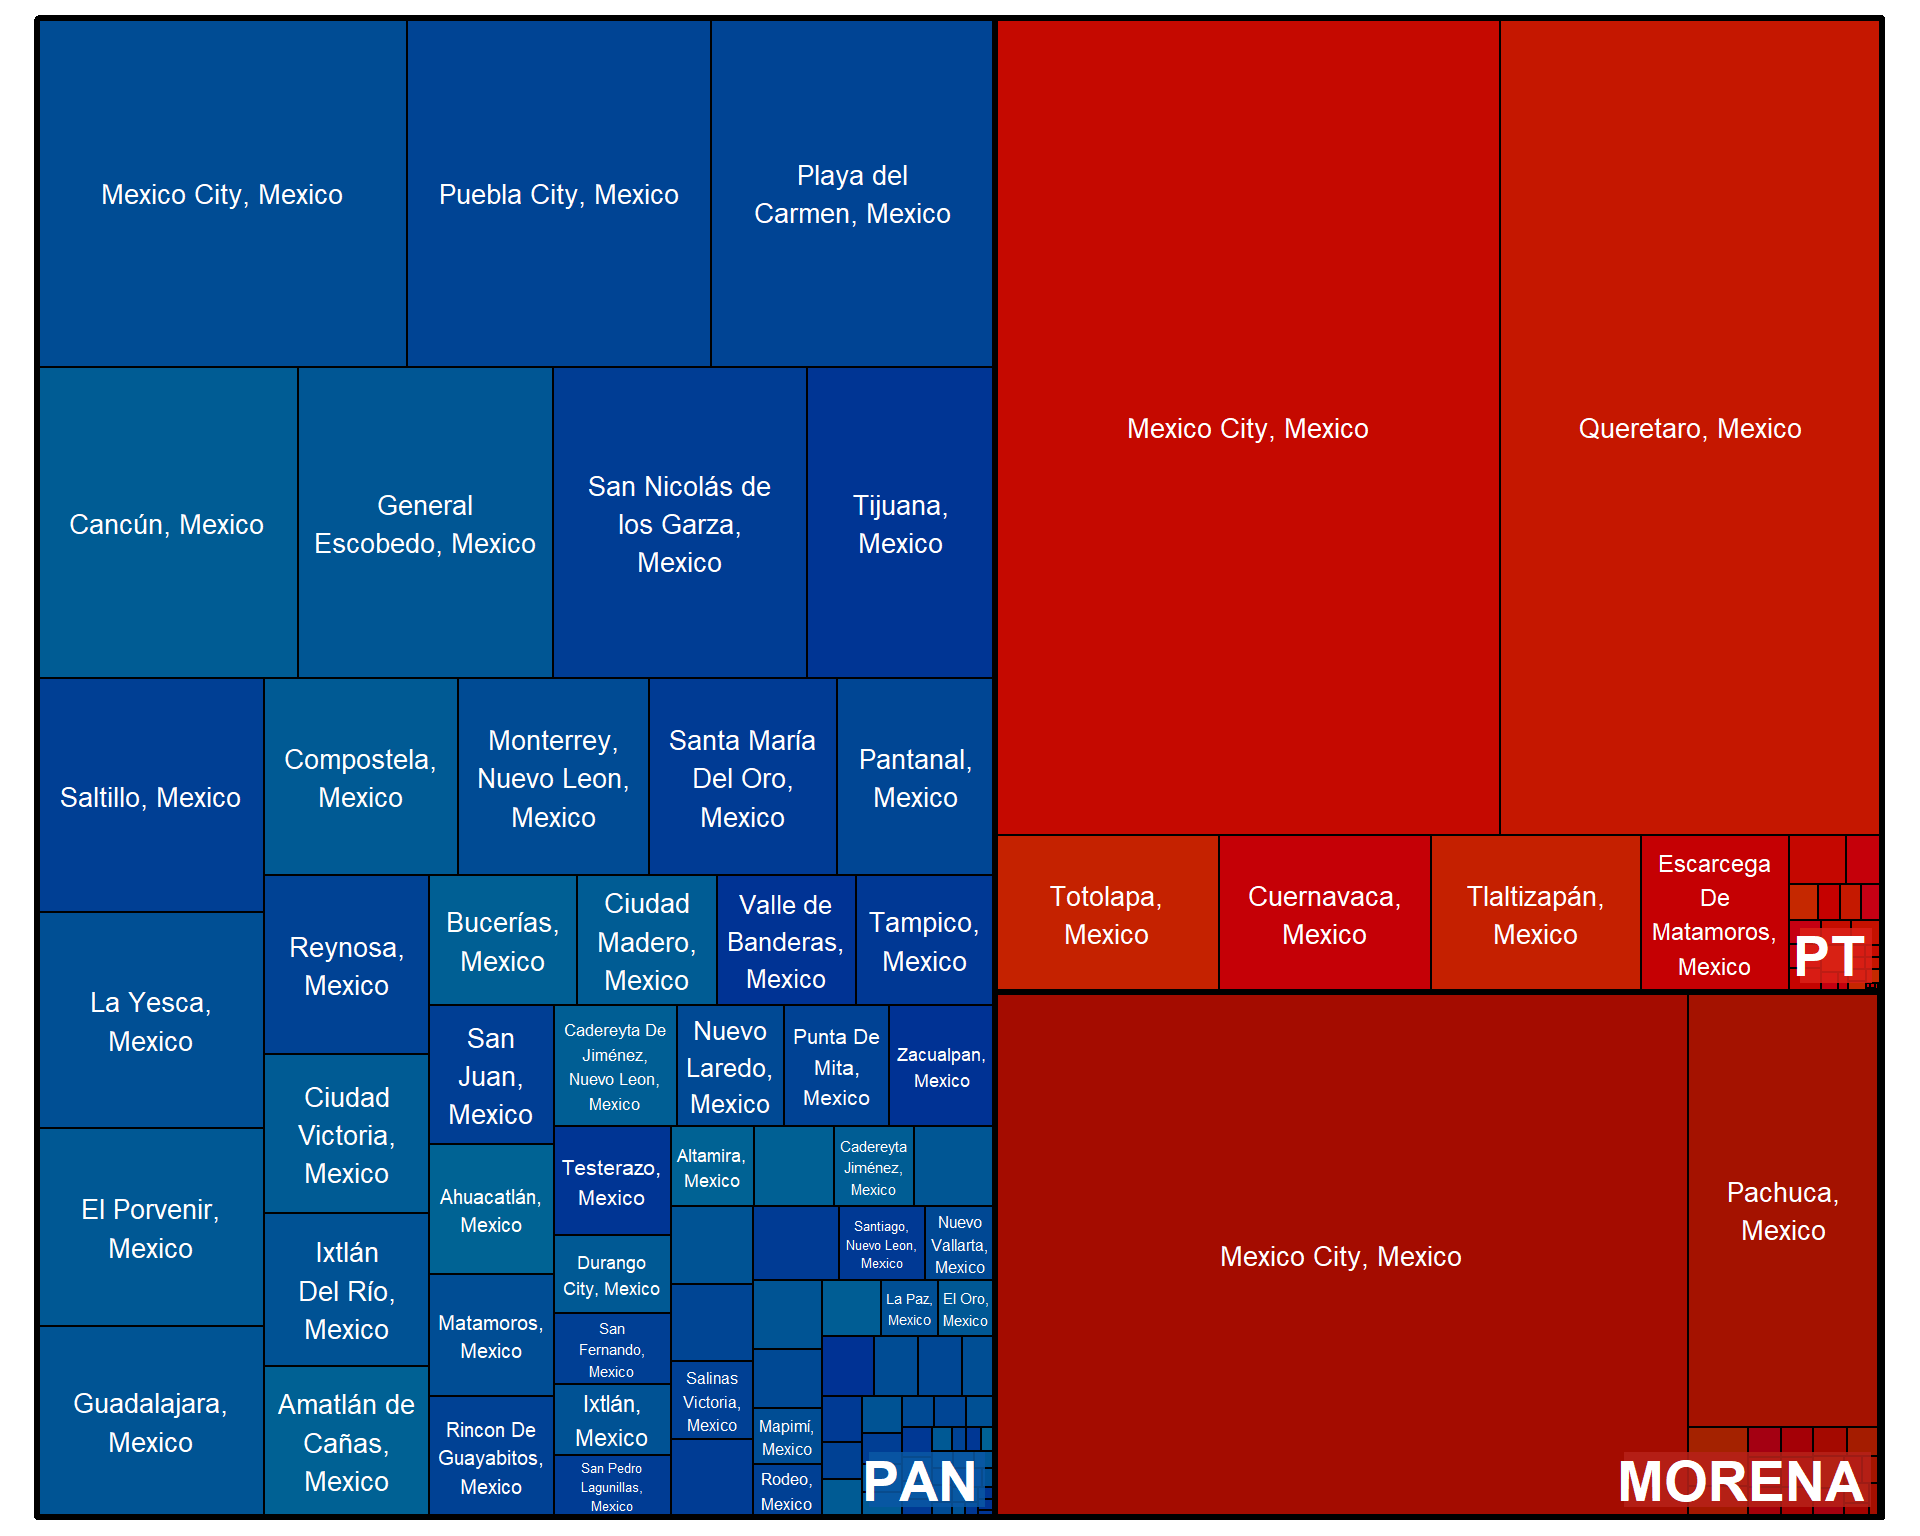 Mexico City, Mexico
Puebla City, Mexico
Playa del
Carmen, Mexico
Cancún, Mexico
General
Escobedo, Mexico
San Nicolás de
los Garza,
Mexico
Tijuana,
Mexico
Saltillo, Mexico
Compostela,
Mexico
Monterrey,
Nuevo Leon,
Mexico
Santa María
Del Oro,
Mexico
Pantanal,
Mexico
La Yesca,
Mexico
El Porvenir,
Mexico
Guadalajara,
Mexico
Reynosa,
Mexico
Ciudad
Victoria,
Mexico
Ixtlán
Del Río,
Mexico
Amatlán de
Cañas,
Mexico
Bucerías,
Mexico
Ciudad
Madero,
Mexico
Valle de
Banderas,
Mexico
Tampico,
Mexico
San
Juan,
Mexico
Ahuacatlán,
Mexico
Matamoros,
Mexico
Rincon De
Guayabitos,
Mexico
Cadereyta De
Jiménez,
Nuevo Leon,
Mexico
Nuevo
Laredo,
Mexico
Punta De
Mita,
Mexico
Zacualpan,
Mexico
Testerazo,
Mexico
Durango
City, Mexico
San
Fernando,
Mexico
Ixtlán,
Mexico
San Pedro
Lagunillas,
Mexico
Altamira,
Mexico
Cadereyta
Jiménez,
Mexico
Santiago,
Nuevo Leon,
Mexico
Nuevo
Vallarta,
Mexico
La Paz,
Mexico
El Oro,
Mexico
Salinas
Victoria,
Mexico
Mapimí,
Mexico
Rodeo,
Mexico
PAN
Mexico City, Mexico
Queretaro, Mexico
Totolapa,
Mexico
Cuernavaca,
Mexico
Tlaltizapán,
Mexico
Escarcega
De
Matamoros,
Mexico
PT
Mexico City, Mexico
Pachuca,
Mexico
MORENA